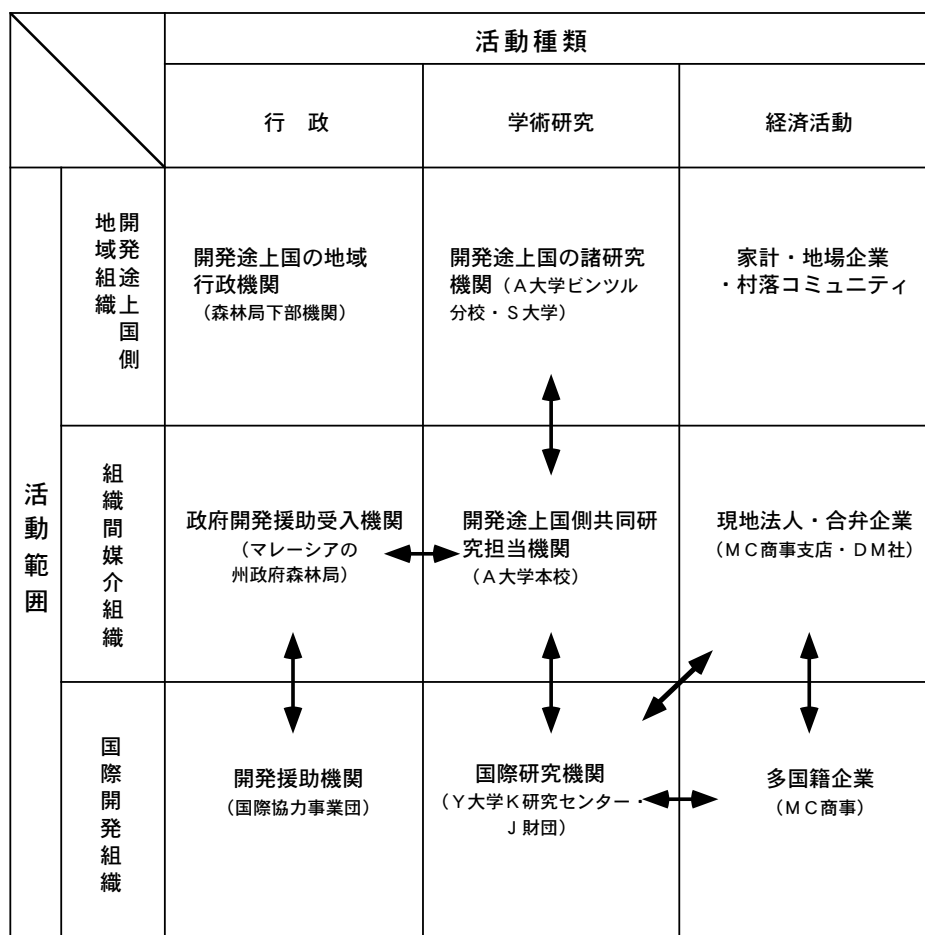 活動種類
行 政
学術研究
経済活動
活動範囲
開発途上国側
地域組織
開発途上国の地域
行政機関
(森林局下部機関)
開発途上国の諸研究
機関(A大学ビンツル
分校・S大学)
家計・地場企業
・村落コミュニティ
組織間媒介組織
政府開発援助受入機関
(マレーシアの
州政府森林局)
開発途上国側共同研
究担当機関
(A大学本校)
現地法人・合弁企業
(MC商事支店・DM社)
国際開発組織
開発援助機関
(国際協力事業団)
国際研究機関
(Y大学K研究センター・
J財団)
多国籍企業
(MC商事)